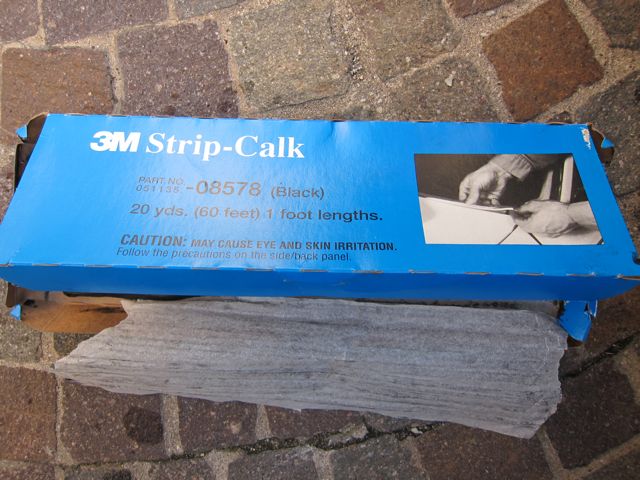 3M Strip-Calk
PART NO.
051135 -08578 (Black)
20 yds. (60 feet) 1 foot lengths.
CAUTION: MAY CAUSE EYE AND SKIN IRRITATION.
Follow the precautions on the side/back panel.